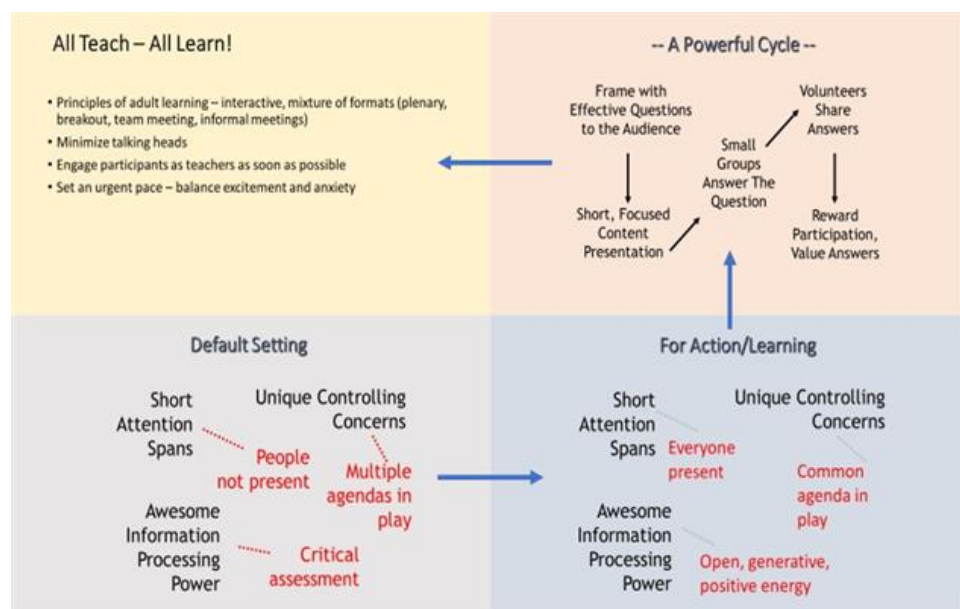 All Teach – All Learn!
• Principles of adult learning – interactive, mixture of formats (plenary,
breakout, team meeting, informal meetings)
• Minimize talking heads
• Engage participants as teachers as soon as possible
• Set an urgent pace – balance excitement and anxiety
-- A Powerful Cycle --
Frame with
Effective Questions
to the Audience
Short, Focused
Content
Presentation
Small
Groups
Answer The
Question
Volunteers
Share
Answers
Reward
Participation,
Value Answers
Default Setting
Short
Attention
Spans
People
not present
Unique Controlling
Concerns
Multiple
agendas in
play
Awesome
Information
Processing
Power
Critical
assessment
For Action/Learning
Short
Attention
Spans
Everyone
present
Unique Controlling
Concerns
Common
agenda in
play
Awesome
Information
Processing
Power
Open, generative,
positive energy